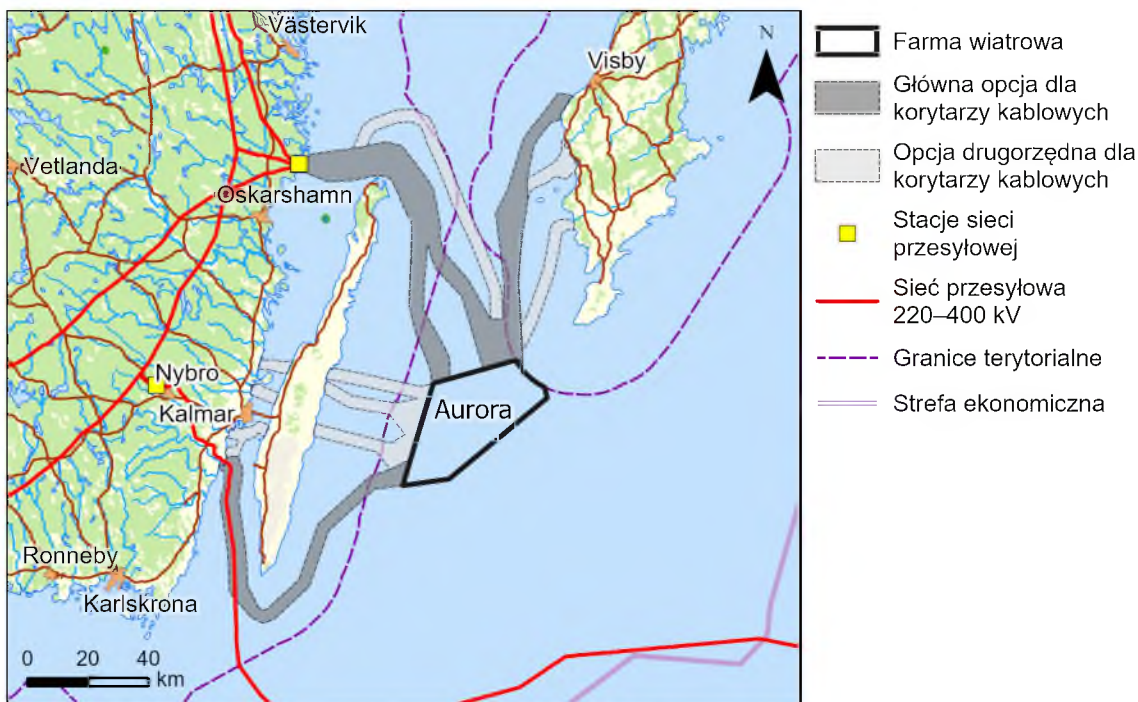 Västervik
Visby
N
Vetlanda
Oskarshamn
Nybro
Kalmar
Aurora
Ronneby
Karlskrona
0 20 40
km
Farma wiatrowa
Główna opcja dla
korytarzy kablowych
Opcja drugorzędna dla
korytarzy kablowych
Stacje sieci
przesyłowej
Sieć przesyłowa
220–400 kV
Granice terytorialne
Strefa ekonomiczna